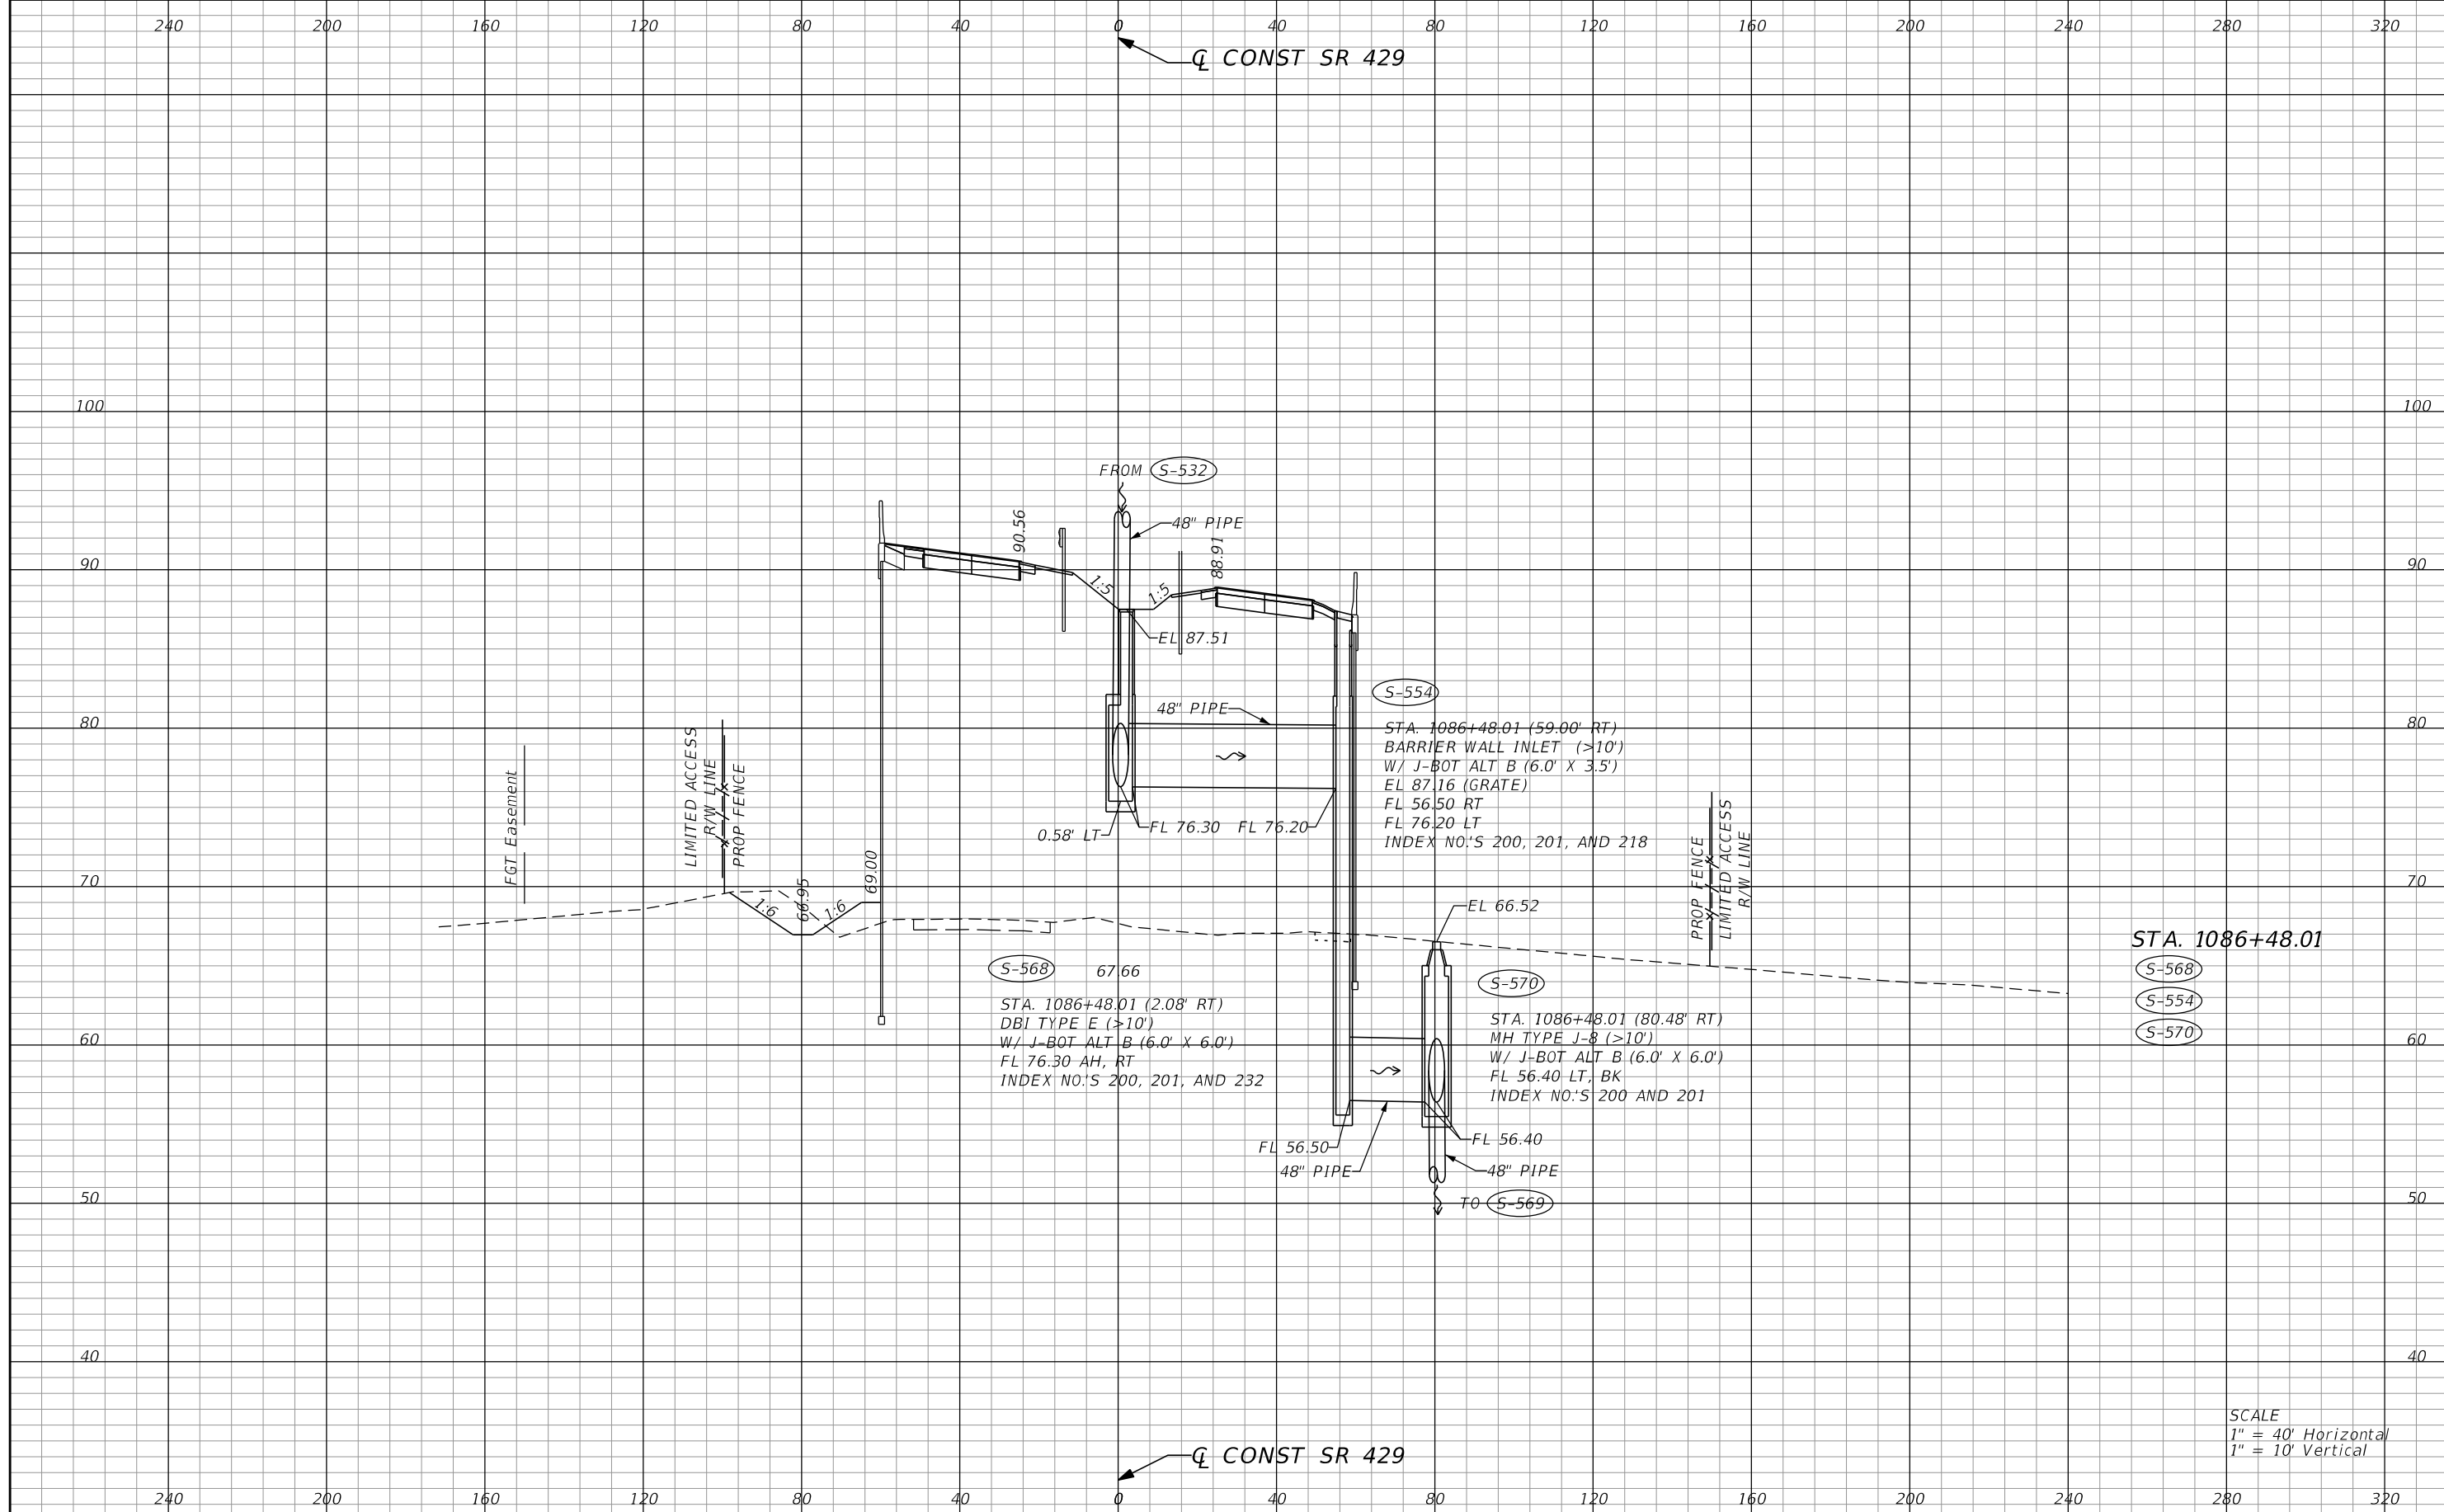 240 200 160 120 80 40 0 40 80 120 160 200 240 280 320
℄ CONST SR 429
100 100
FROM S-532
48" PIPE
90.56
88.91
90 90
1:5
1:5
EL 87.51
S-554
48" PIPE
80 80
STA. 1086+48.01 (59.00' RT)
BARRIER WALL INLET (>10')
W/ J-BOT ALT B (6.0' X 3.5')
EL 87.16 (GRATE)
FL 56.50 RT
FL 76.20 LT
INDEX NO.'S 200, 201, AND 218
0.58' LT
FL 76.30
FL 76.20
FGT Easement
LIMITED ACCESS
R/W LINE
PROP FENCE
PROP FENCE
LIMITED ACCESS
R/W LINE
70 70
1:6
66.95
1:6
69.00
EL 66.52
STA. 1086+48.01
S-568
S-554
S-570
S-568
67.66
STA. 1086+48.01 (2.08' RT)
DBI TYPE E (>10')
W/ J-BOT ALT B (6.0' X 6.0')
FL 76.30 AH, RT
INDEX NO.'S 200, 201, AND 232
S-570
STA. 1086+48.01 (80.48' RT)
MH TYPE J-8 (>10')
W/ J-BOT ALT B (6.0' X 6.0')
FL 56.40 LT, BK
INDEX NO.'S 200 AND 201
60 60
FL 56.50
48" PIPE
FL 56.40
48" PIPE
TO S-569
50 50
40 40
SCALE
1" = 40' Horizontal
1" = 10' Vertical
℄ CONST SR 429
240 200 160 120 80 40 0 40 80 120 160 200 240 280 320